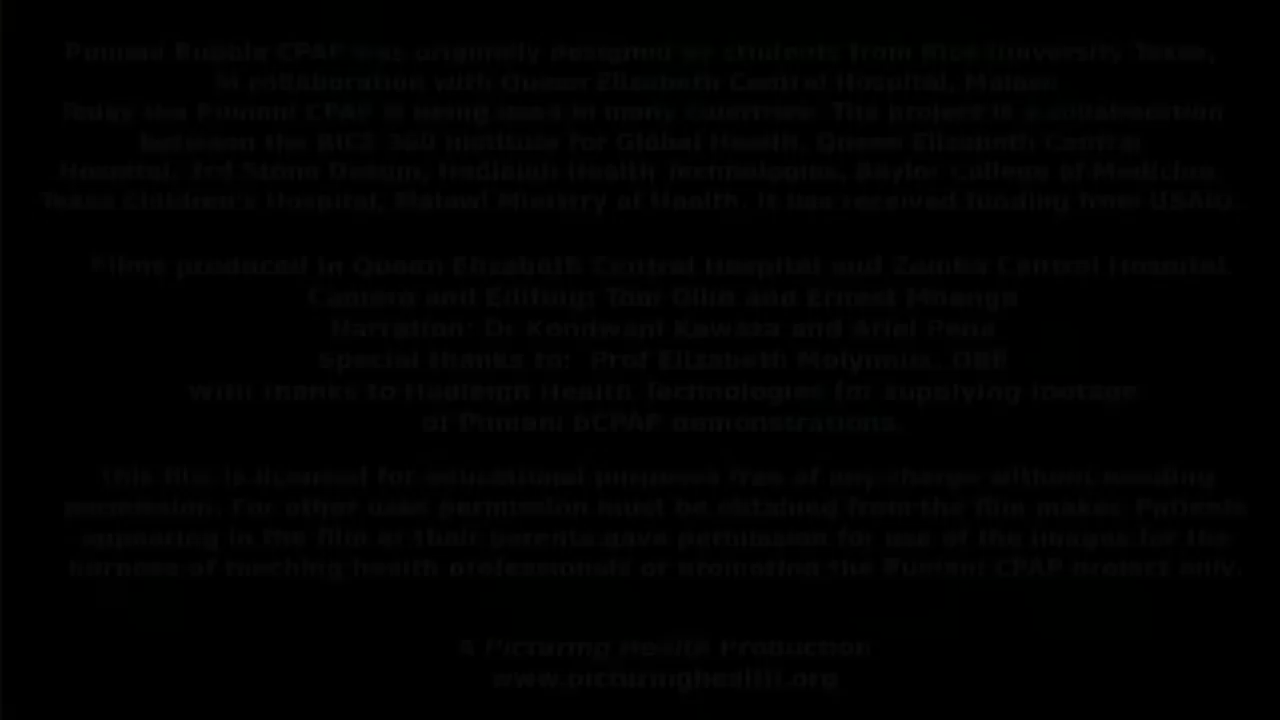 Pumani Bubble CPAP was originally designed by students from Rice University Texas,
in collaboration with Queen Elizabeth Central Hospital, Malawi.
Today the Pumani CPAP is being used in many countries. The project is a collaboration
between the RICE 360 Institute for Global Health, Queen Elizabeth Central
Hospital, 3rd Stone Design, Hadleigh Health Technologies, Baylor College of Medicine,
Texas Children's Hospital, Malawi Ministry of Health. It has received funding from USAID.
Films produced in Queen Elizabeth Central Hospital and Zomba Central Hospital.
Camera and Editing: Tom Gibb and Ernest
Narration: Dr Kondwani Kawaza and Ariel Pena
Special thanks to: Prof Elizabeth Molyneux, OBE
With thanks to Hadleigh Health Technologies for supplying footage
of Pumani bCPAP demonstrations.
This film is licensed for educational purposes free of any charge without needing
permission. For other uses permission must be obtained from the film maker. Patients
appearing in the film or their parents gave permission for use of the images for the
purpose of teaching health professionals or promoting the Pumani CPAP project only.
A Picturing Health Production
www.picturinghealth.org